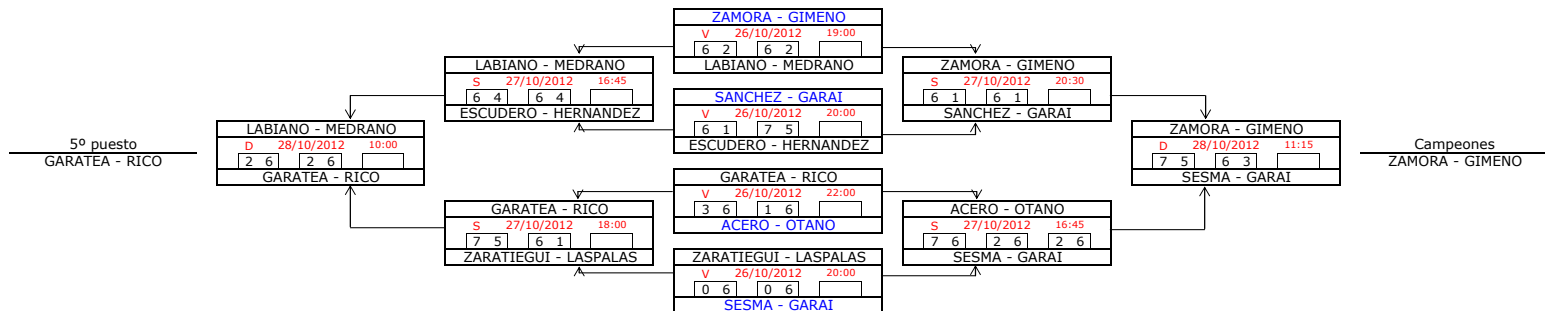 5º puesto
GARATEA - RICO
LABIANO - MEDRANO
D 28/10/2012 10:00
2 6 2 6
GARATEA - RICO
LABIANO - MEDRANO
S 27/10/2012 16:45
6 4 6 4
ESCUDERO - HERNANDEZ
GARATEA - RICO
S 27/10/2012 18:00
7 5 6 1
ZARATIEGUI - LASPALAS
ZAMORA - GIMENO
V 26/10/2012 19:00
6 2 6 2
LABIANO - MEDRANO
SANCHEZ - GARAI
V 26/10/2012 20:00
6 1 7 5
ESCUDERO - HERNANDEZ
GARATEA - RICO
V 26/10/2012 22:00
3 6 1 6
ACERO - OTANO
ZARATIEGUI - LASPALAS
V 26/10/2012 20:00
0 6 0 6
SESMA - GARAI
ZAMORA - GIMENO
S 27/10/2012 20:30
6 1 6 1
SANCHEZ - GARAI
ACERO - OTANO
S 27/10/2012 16:45
7 6 2 6 2 6
SESMA - GARAI
ZAMORA - GIMENO
D 28/10/2012 11:15
7 5 6 3
SESMA - GARAI
Campeones
ZAMORA - GIMENO